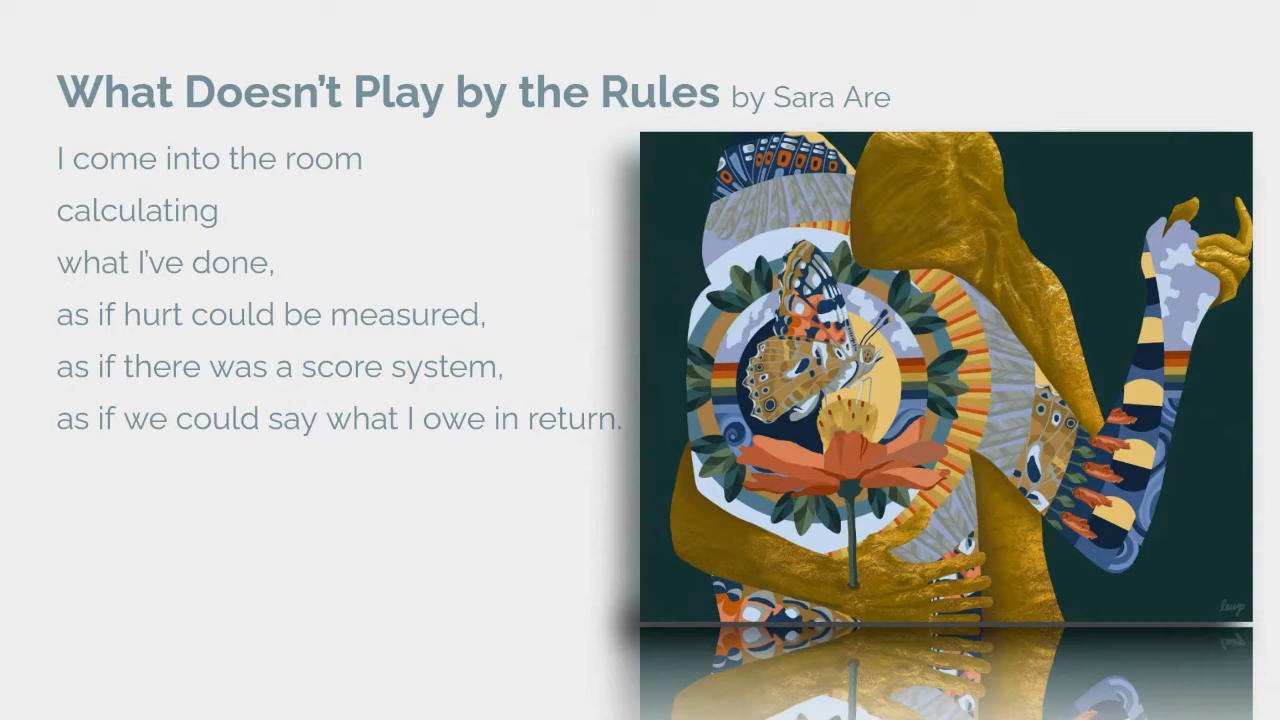 What Doesn’t Play by the Rules by Sara Are
I come into the room
calculating
what I’ve done,
as if hurt could be measured,
as if there was a score system,
as if we could say what I owe in return.